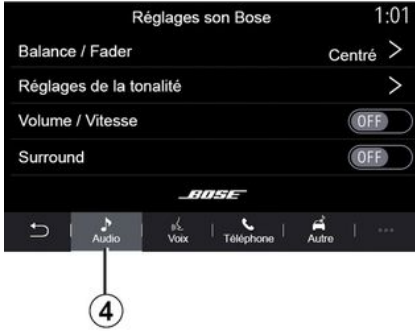 Réglages son Bose 1:01
Balance / Fader Centré >
Réglages de la tonalité >
Volume / Vitesse OFF
Surround OFF
BOSE
Audio Voix Téléphone Autre ...
4